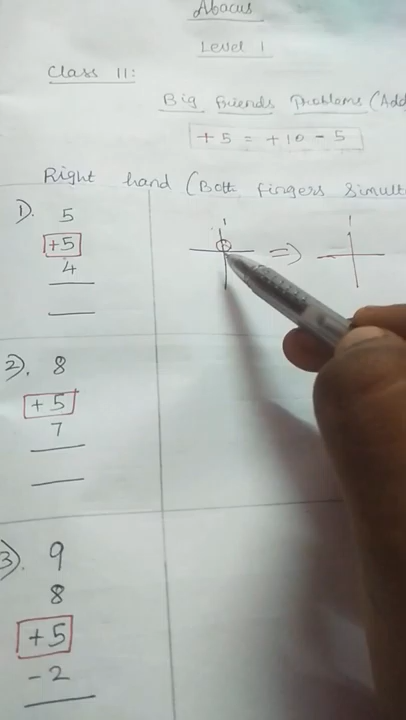 Abacus
Level 1
Class 11:
Big Friends Problems (Add
+5 = +10 - 5
Right hand (Both fingers simult
1). 5
+5
4
⇒
2). 8
+5
7
3). 9
8
+5
-2